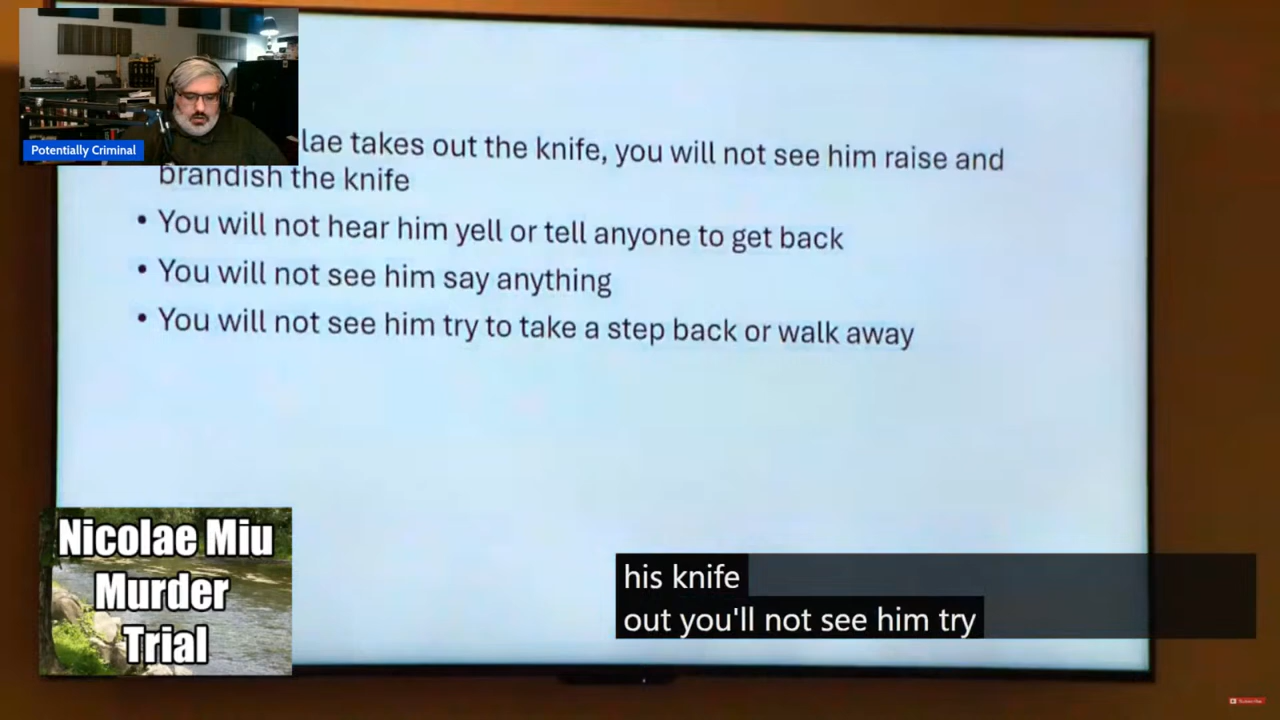 Potentially Criminal
lae takes out the knife, you will not see him raise and
brandish the knife
• You will not hear him yell or tell anyone to get back
• You will not see him say anything
• You will not see him try to take a step back or walk away
Nicolae Miu
Murder
Trial
his knife
out you'll not see him try